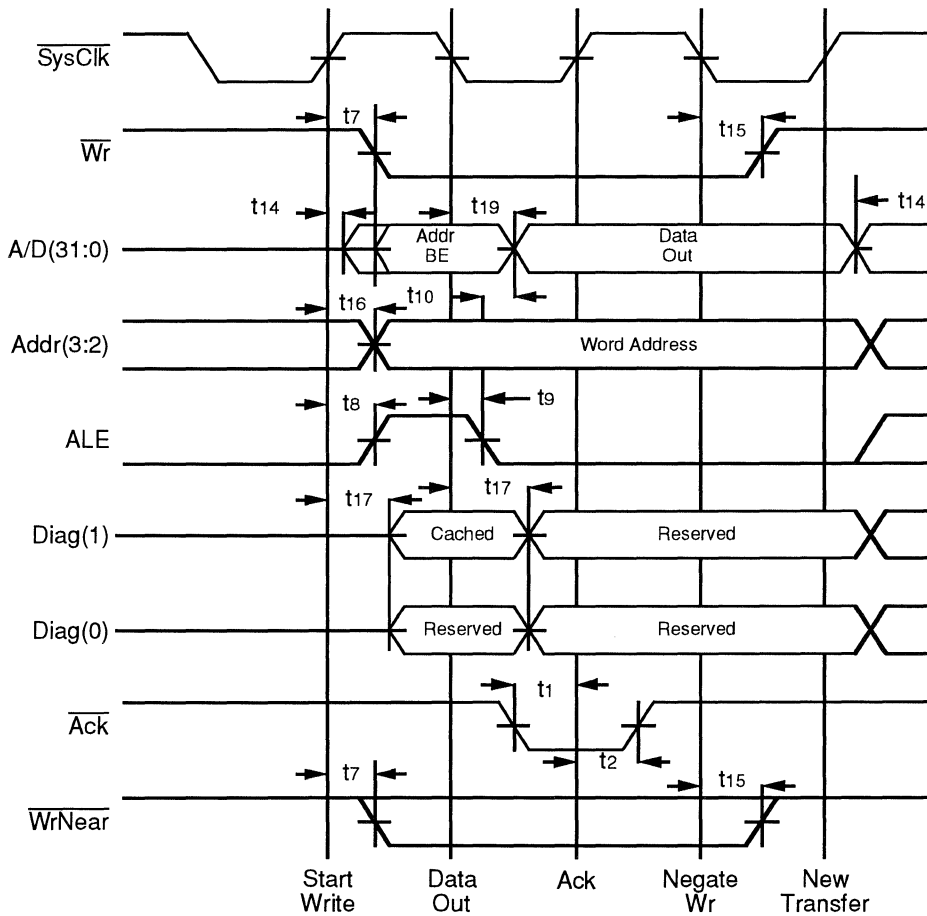 SysClk
t7
t15
Wr
t14
t19
t14
A/D(31:0)
Addr
BE
Data
Out
t16
t10
Addr(3:2)
Word Address
t8
t9
ALE
t17
t17
Diag(1)
Cached
Reserved
Diag(0)
Reserved
Reserved
t1
Ack
t2
t7
t15
WrNear
Start
Write
Data
Out
Ack
Negate
Wr
New
Transfer